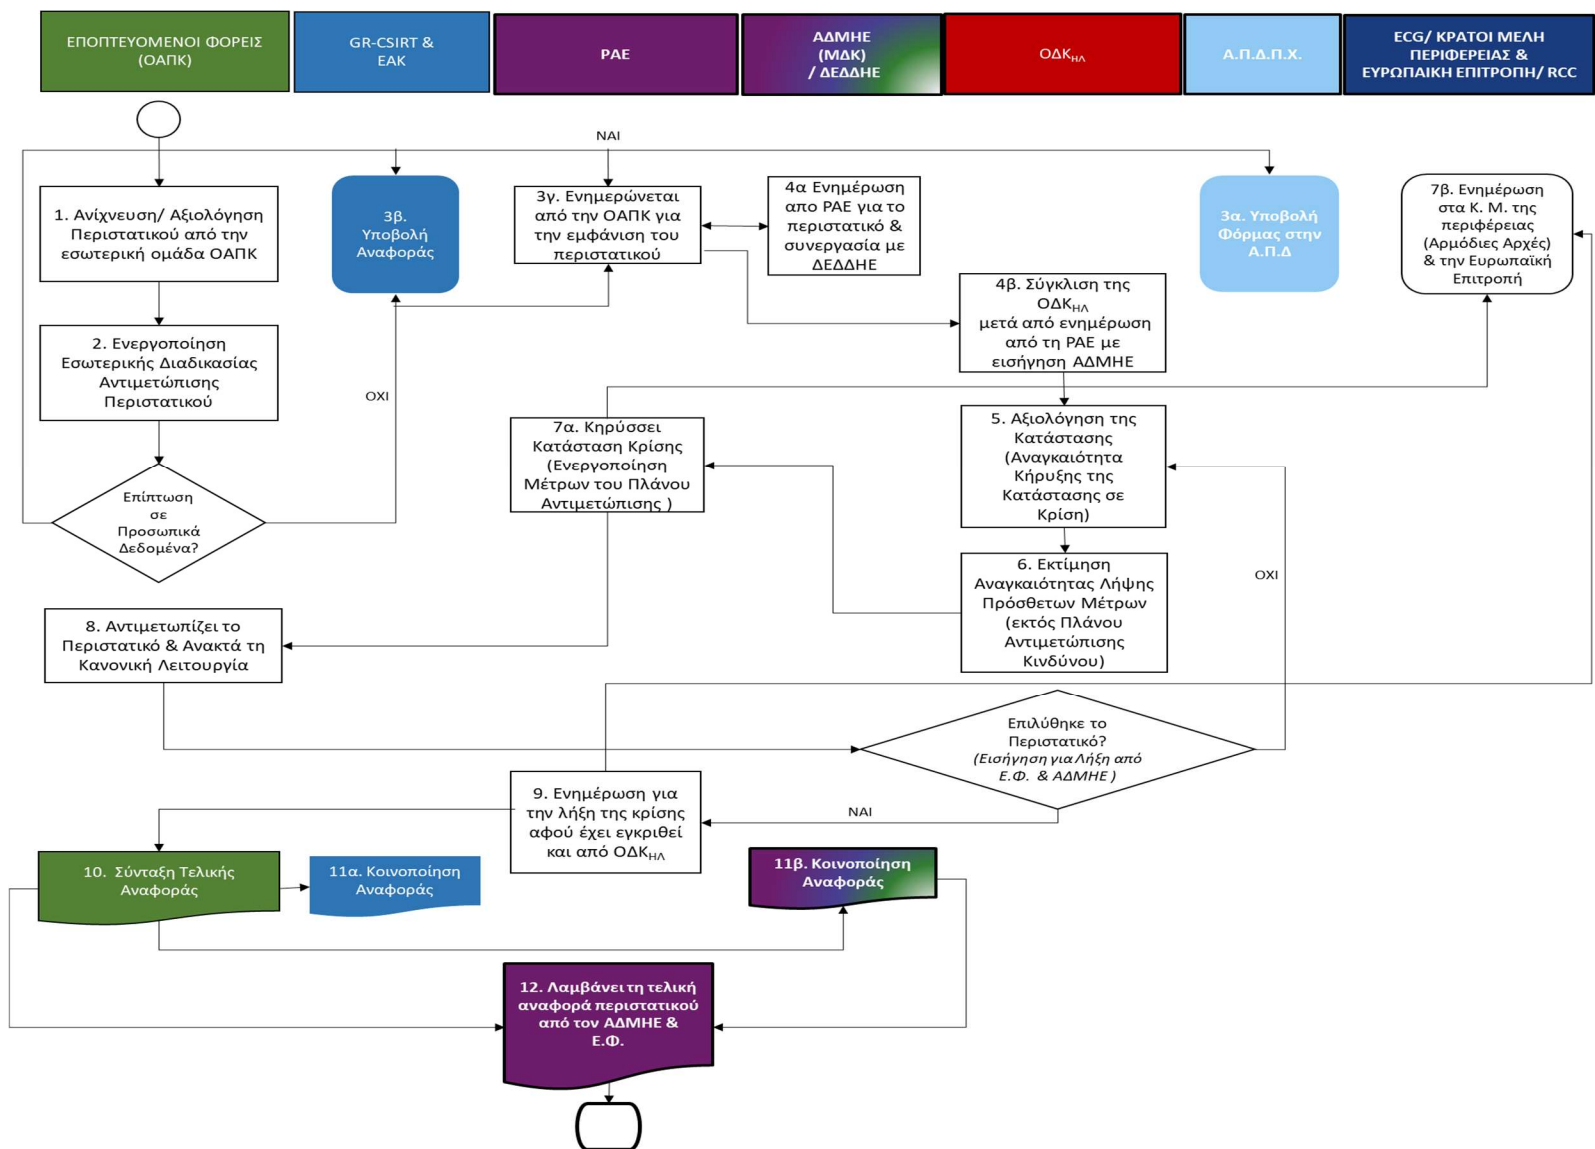 ΕΠΟΠΤΕΥΟΜΕΝΟΙ ΦΟΡΕΙΣ
(ΟΑΠΚ)
GR-CSIRT &
ΕΑΚ
ΡΑΕ
ΑΔΜΗΕ
(ΜΔΚ)
/ ΔΕΔΔΗΕ
ΟΔΚΗΛ
Α.Π.Δ.Π.Χ.
ECG/ ΚΡΑΤΟΙ ΜΕΛΗ
ΠΕΡΙΦΕΡΕΙΑΣ &
ΕΥΡΩΠΑΙΚΗ ΕΠΙΤΡΟΠΗ/ RCC
ΝΑΙ
1. Ανίχνευση/ Αξιολόγηση
Περιστατικού από την
εσωτερική ομάδα ΟΑΠΚ
3β.
Υποβολή
Αναφοράς
3γ. Ενημερώνεται
από την ΟΑΠΚ για
την εμφάνιση του
περιστατικού
4α Ενημέρωση
απο ΡΑΕ για το
περιστατικό &
συνεργασία με
ΔΕΔΔΗΕ
3α. Υποβολή
Φόρμας στην
Α.Π.Δ
7β. Ενημέρωση
στα Κ. Μ. της
περιφέρειας
(Αρμόδιες Αρχές)
& την Ευρωπαϊκή
Επιτροπή
4β. Σύγκλιση της
ΟΔΚΗΛ
μετά από ενημέρωση
από τη ΡΑΕ με
εισήγηση ΑΔΜΗΕ
2. Ενεργοποίηση
Εσωτερικής Διαδικασίας
Αντιμετώπισης
Περιστατικού
ΟΧΙ
7α. Κηρύσσει
Κατάσταση Κρίσης
(Ενεργοποίηση
Μέτρων του Πλάνου
Αντιμετώπισης )
5. Αξιολόγηση της
Κατάστασης
(Αναγκαιότητα
Κήρυξης της
Κατάστασης σε
Κρίση)
Επίπτωση
σε
Προσωπικά
Δεδομένα?
6. Εκτίμηση
Αναγκαιότητας Λήψης
Πρόσθετων Μέτρων
(εκτός Πλάνου
Αντιμετώπισης
Κινδύνου)
ΟΧΙ
8. Αντιμετωπίζει το
Περιστατικό & Ανακτά τη
Κανονική Λειτουργία
Επιλύθηκε το
Περιστατικό?
(Εισήγηση για Λήξη από
Ε.Φ. & ΑΔΜΗΕ )
9. Ενημέρωση για
την λήξη της κρίσης
αφού έχει εγκριθεί
και από ΟΔΚΗΛ
ΝΑΙ
10. Σύνταξη Τελικής
Αναφοράς
11α. Κοινοποίηση
Αναφοράς
11β. Κοινοποίηση
Αναφοράς
12. Λαμβάνει τη τελική
αναφορά περιστατικού
από τον ΑΔΜΗΕ &
Ε.Φ.